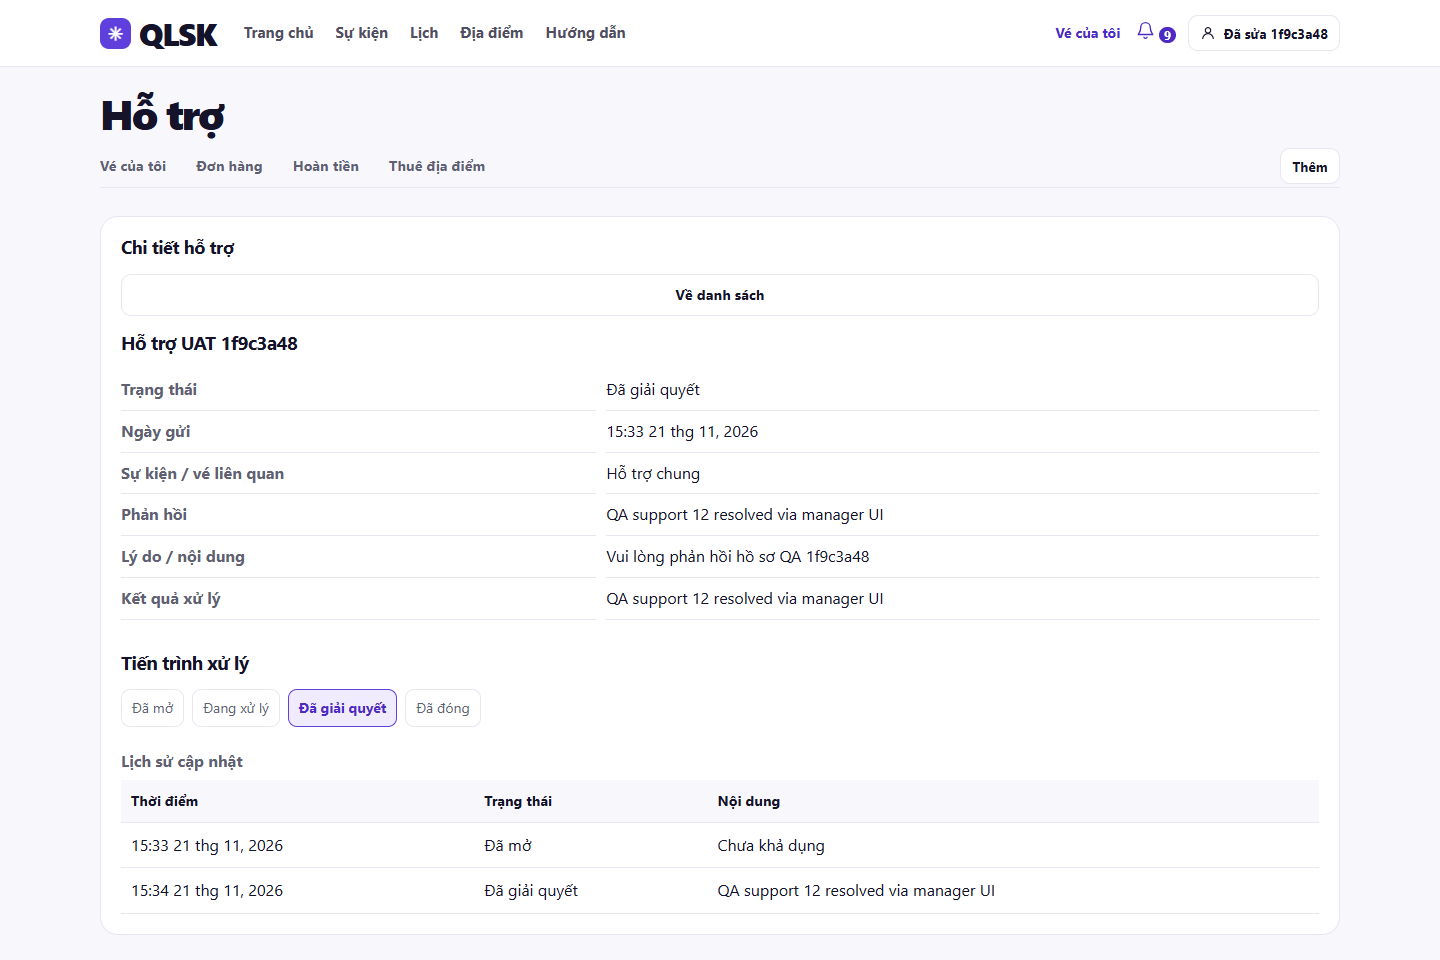 QLSK
Trang chủ
Sự kiện
Lịch
Địa điểm
Hướng dẫn
Vé của tôi
9
Đã sửa 1f9c3a48
Hỗ trợ
Vé của tôi
Đơn hàng
Hoàn tiền
Thuê địa điểm
Thêm
Chi tiết hỗ trợ
Về danh sách
Hỗ trợ UAT 1f9c3a48
Trạng thái
Đã giải quyết
Ngày gửi
15:33 21 thg 11, 2026
Sự kiện / vé liên quan
Hỗ trợ chung
Phản hồi
QA support 12 resolved via manager UI
Lý do / nội dung
Vui lòng phản hồi hồ sơ QA 1f9c3a48
Kết quả xử lý
QA support 12 resolved via manager UI
Tiến trình xử lý
Đã mở
Đang xử lý
Đã giải quyết
Đã đóng
Lịch sử cập nhật
Thời điểm
Trạng thái
Nội dung
15:33 21 thg 11, 2026
Đã mở
Chưa khả dụng
15:34 21 thg 11, 2026
Đã giải quyết
QA support 12 resolved via manager UI